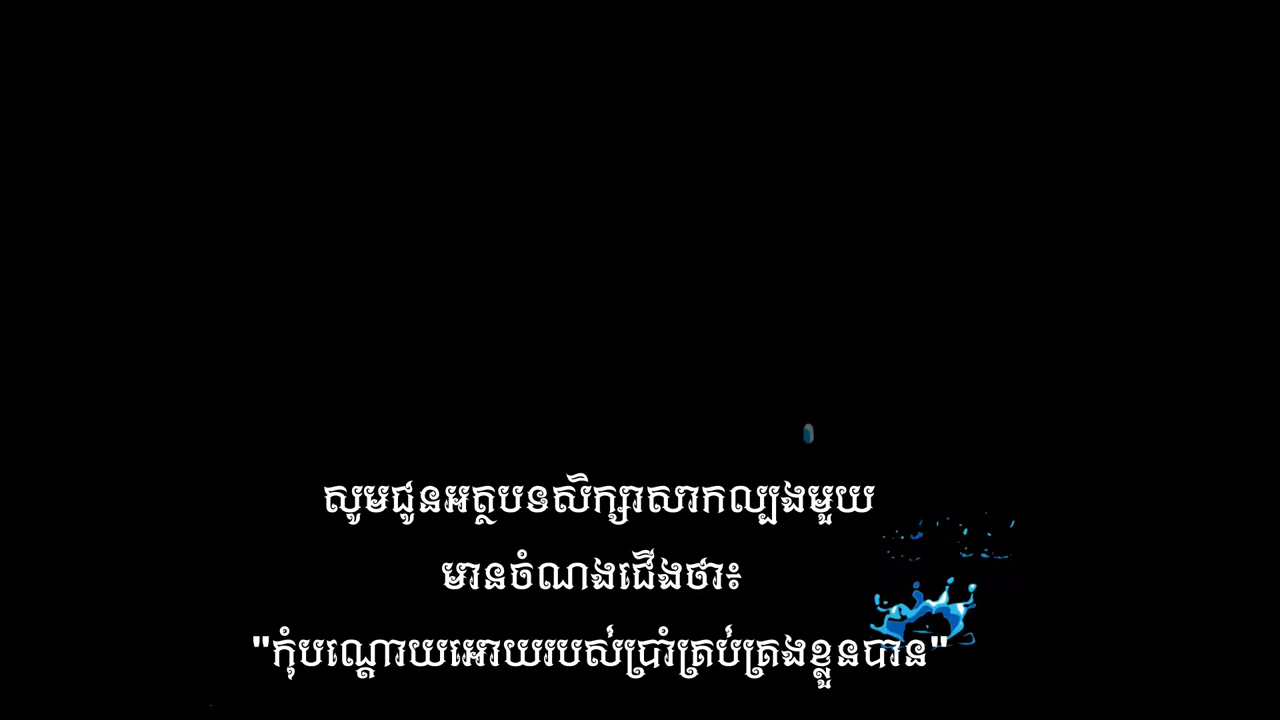 សូមជូនអត្ថបទសិក្សាសាកល្បងមួយ
មានចំណងជើងថា៖
"កុំបណ្ដោយអោយរបស់ប្រាំគ្រប់គ្រងខ្លួនបាន"